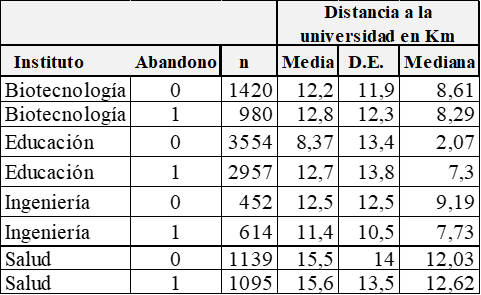 Distancia a la
universidad en Km
Instituto Abandono n Media D.E. Mediana
Biotecnología 0 1420 12,2 11,9 8,61
Biotecnología 1 980 12,8 12,3 8,29
Educación 0 3554 8,37 13,4 2,07
Educación 1 2957 12,7 13,8 7,3
Ingeniería 0 452 12,5 12,5 9,19
Ingeniería 1 614 11,4 10,5 7,73
Salud 0 1139 15,5 14 12,03
Salud 1 1095 15,6 13,5 12,62